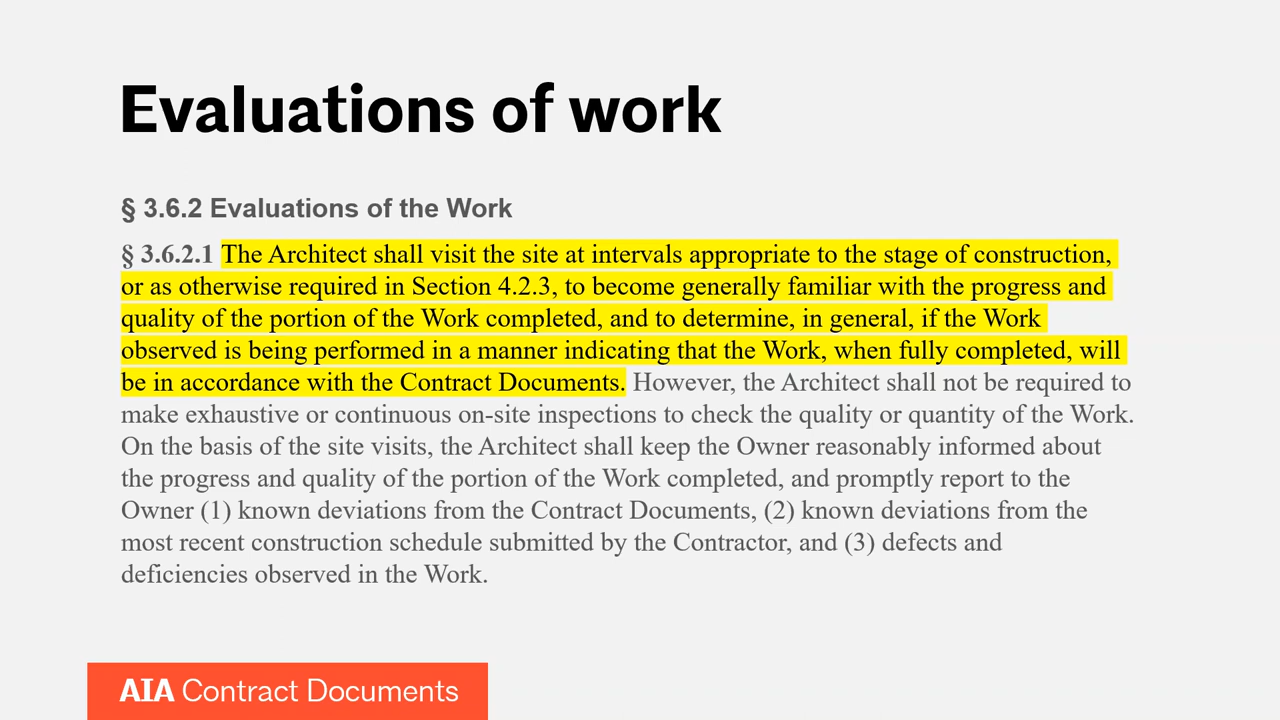 Evaluations of work
§ 3.6.2 Evaluations of the Work
§ 3.6.2.1 The Architect shall visit the site at intervals appropriate to the stage of construction,
or as otherwise required in Section 4.2.3, to become generally familiar with the progress and
quality of the portion of the Work completed, and to determine, in general, if the Work
observed is being performed in a manner indicating that the Work, when fully completed, will
be in accordance with the Contract Documents. However, the Architect shall not be required to
make exhaustive or continuous on-site inspections to check the quality or quantity of the Work.
On the basis of the site visits, the Architect shall keep the Owner reasonably informed about
the progress and quality of the portion of the Work completed, and promptly report to the
Owner (1) known deviations from the Contract Documents, (2) known deviations from the
most recent construction schedule submitted by the Contractor, and (3) defects and
deficiencies observed in the Work.
AIA Contract Documents